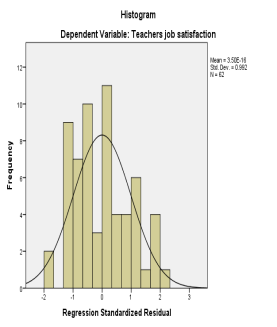 Histogram
Dependent Variable: Teachers job satisfaction
Mean = 3.50E-16
Std. Dev. = 0.992
N = 62
Frequency
12
10
8
6
4
2
0
-2 -1 0 1 2 3
Regression Standardized Residual